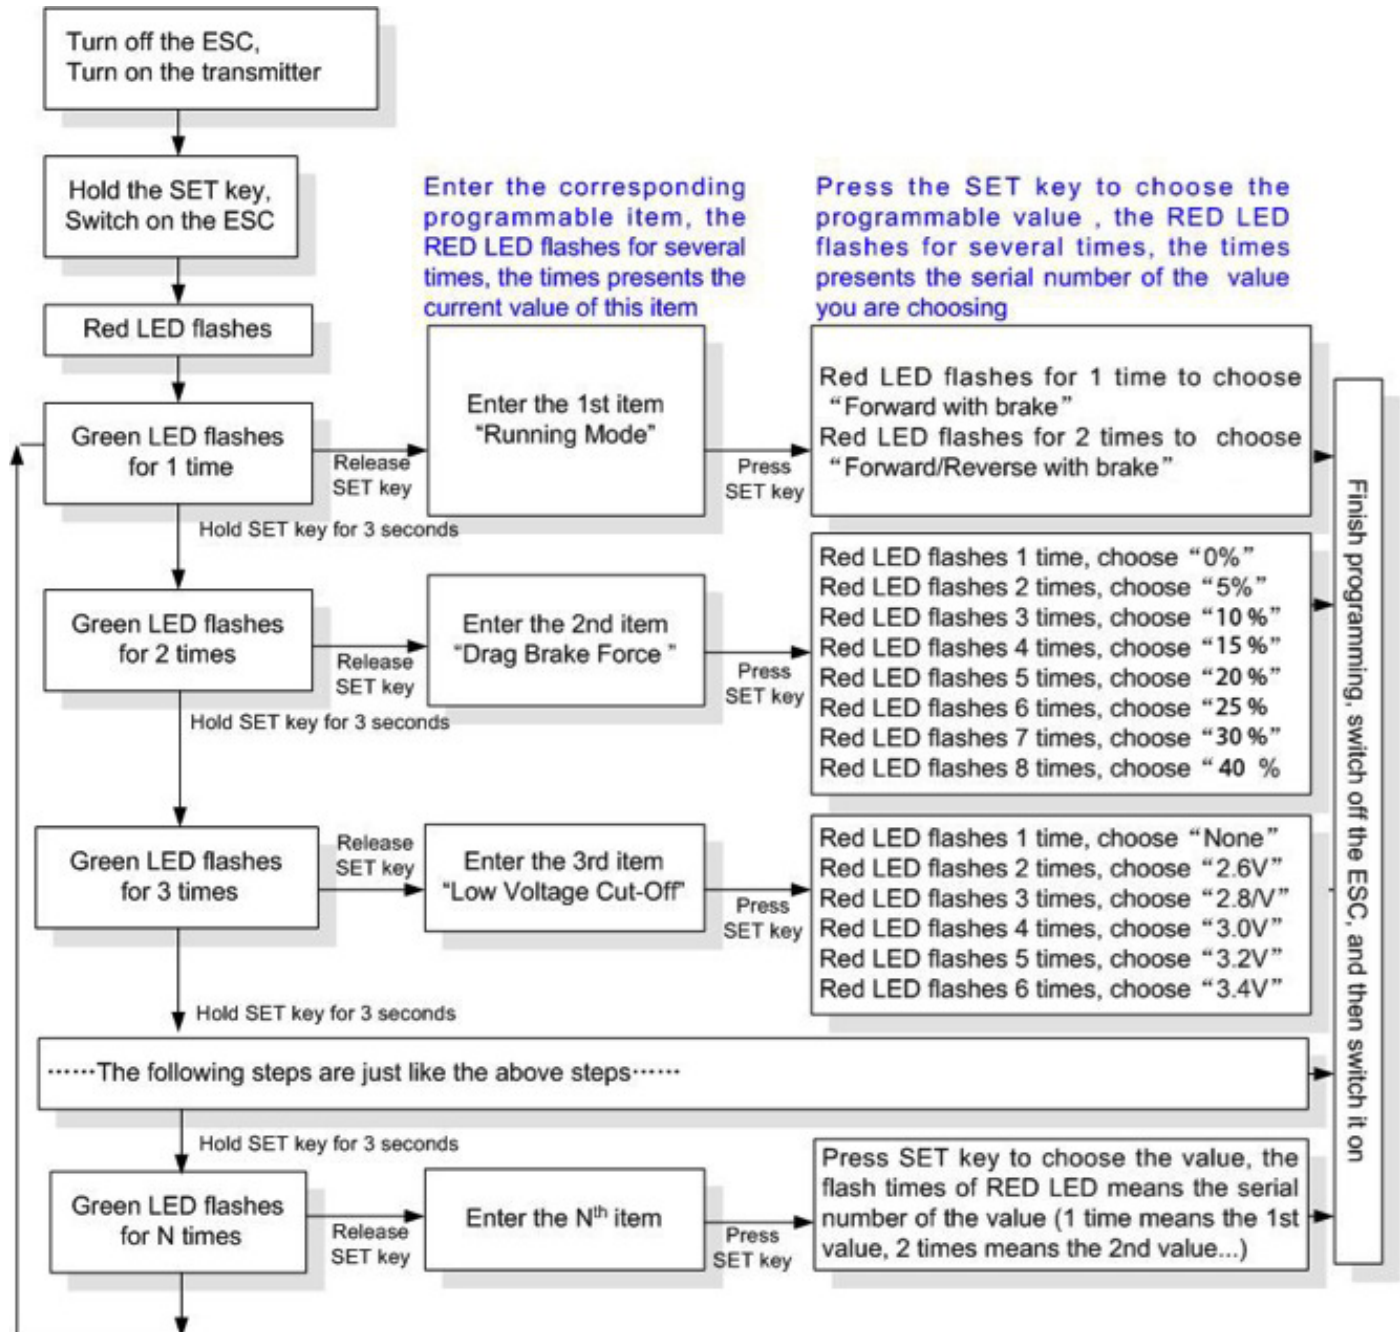 Turn off the ESC,
Turn on the transmitter
Hold the SET key,
Switch on the ESC
Enter the corresponding
programmable item, the
RED LED flashes for several
times, the times presents the
current value of this item
Press the SET key to choose the
programmable value , the RED LED
flashes for several times, the times
presents the serial number of the value
you are choosing
Red LED flashes
Green LED flashes
for 1 time
Release
SET key
Enter the 1st item
“Running Mode”
Press
SET key
Red LED flashes for 1 time to choose
“Forward with brake”
Red LED flashes for 2 times to choose
“Forward/Reverse with brake”
Hold SET key for 3 seconds
Green LED flashes
for 2 times
Release
SET key
Enter the 2nd item
“Drag Brake Force ”
Press
SET key
Red LED flashes 1 time, choose “0%”
Red LED flashes 2 times, choose “5%”
Red LED flashes 3 times, choose “10 %”
Red LED flashes 4 times, choose “15 %”
Red LED flashes 5 times, choose “20 %”
Red LED flashes 6 times, choose “25 %
Red LED flashes 7 times, choose “30 %”
Red LED flashes 8 times, choose “40 %
Hold SET key for 3 seconds
Green LED flashes
for 3 times
Release
SET key
Enter the 3rd item
“Low Voltage Cut-Off”
Press
SET key
Red LED flashes 1 time, choose “None”
Red LED flashes 2 times, choose “2.6V”
Red LED flashes 3 times, choose “2.8/V”
Red LED flashes 4 times, choose “3.0V”
Red LED flashes 5 times, choose “3.2V”
Red LED flashes 6 times, choose “3.4V”
Hold SET key for 3 seconds
······The following steps are just like the above steps······
Hold SET key for 3 seconds
Green LED flashes
for N times
Release
SET key
Enter the Nth item
Press
SET key
Press SET key to choose the value, the
flash times of RED LED means the serial
number of the value (1 time means the 1st
value, 2 times means the 2nd value...)
Finish programming, switch off the ESC, and then switch it on